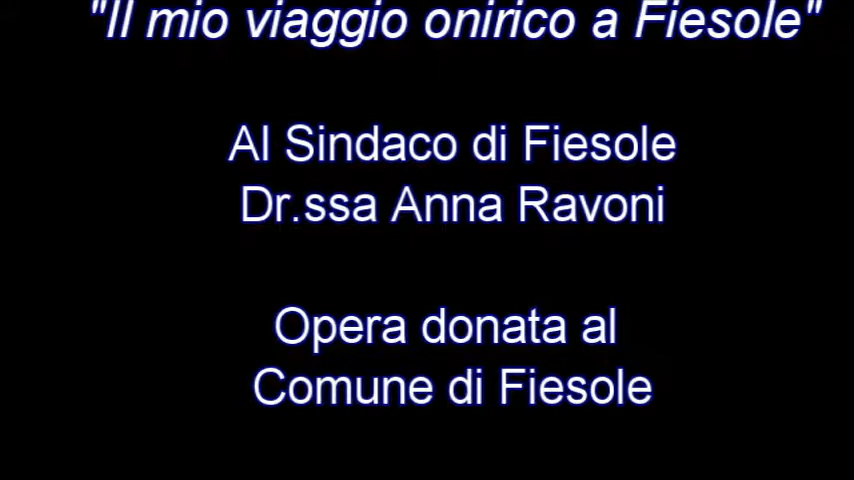 "Il mio viaggio onirico a Fiesole"
Al Sindaco di Fiesole
Dr.ssa Anna Ravoni
Opera donata al
Comune di Fiesole